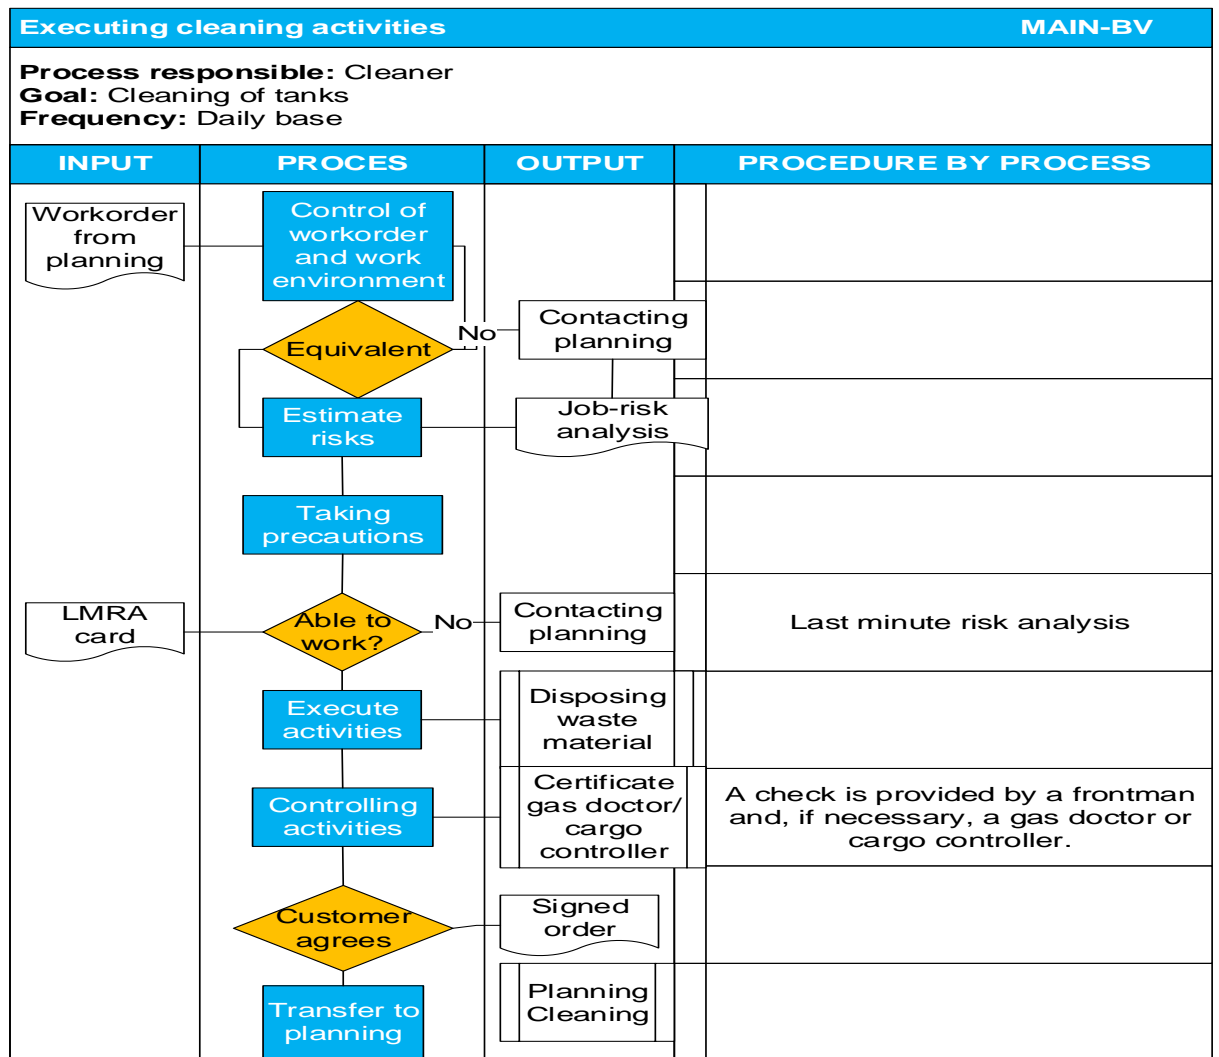 Executing cleaning activities MAIN-BV
Process responsible: Cleaner
Goal: Cleaning of tanks
Frequency: Daily base
INPUT PROCES OUTPUT PROCEDURE BY PROCESS
Workorder
from
planning
Control of
workorder
and work
environment
Equivalent
No
Contacting
planning
Estimate
risks
Job-risk
analysis
Taking
precautions
LMRA
card
Able to
work?
No
Contacting
planning
Last minute risk analysis
Execute
activities
Disposing
waste
material
Controlling
activities
Certificate
gas doctor/
cargo
controller
A check is provided by a frontman
and, if necessary, a gas doctor or
cargo controller.
Customer
agrees
Signed
order
Transfer to
planning
Planning
Cleaning